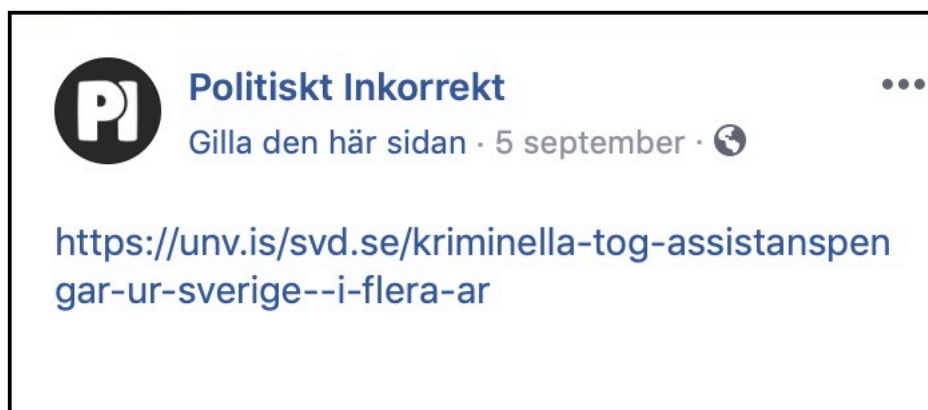 PI
Politiskt Inkorrekt
Gilla den här sidan · 5 september ·
https://unv.is/svd.se/kriminella-tog-assistanspen
gar-ur-sverige--i-flera-ar